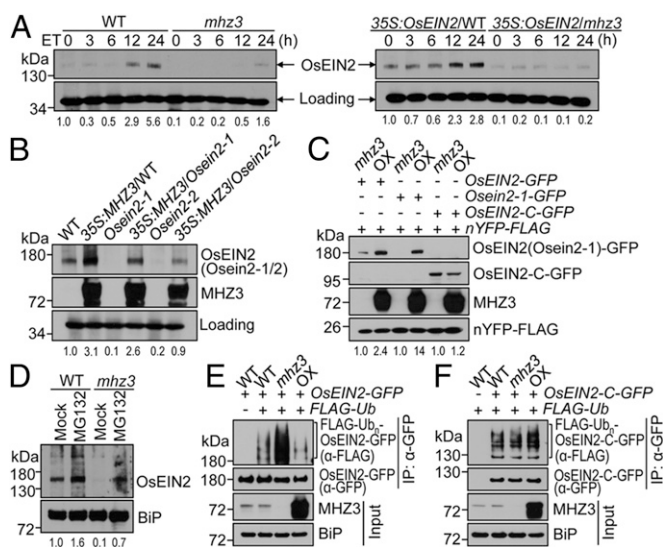 A
WT mhz3 35S:OsEIN2/WT 35S:OsEIN2/mhz3
ET 0 3 6 12 24 0 3 6 12 24 (h) 0 3 6 12 24 0 3 6 12 24 (h)
kDa
130
OsEIN2
34
Loading
1.0 0.3 0.5 2.9 5.6 0.1 0.2 0.2 0.5 1.6 1.0 0.7 0.6 2.3 2.8 0.1 0.2 0.1 0.1 0.2
B
WT 35S:MHZ3/WT Osein2-1 35S:MHZ3/Osein2-1 Osein2-2 35S:MHZ3/Osein2-2
kDa
180
OsEIN2
(Osein2-1/2)
72
MHZ3
34
Loading
1.0 3.1 0.1 2.6 0.2 0.9
C
mhz3 OX mhz3 OX mhz3 OX
+ + - - - - OsEIN2-GFP
- - + + - - Osein2-1-GFP
- - - - + + OsEIN2-C-GFP
+ + + + + + nYFP-FLAG
kDa
180
OsEIN2(Osein2-1)-GFP
95
OsEIN2-C-GFP
72
MHZ3
26
nYFP-FLAG
1.0 2.4 1.0 14 1.0 1.2
D
WT mhz3
Mock MG132 Mock MG132
kDa
180
130
OsEIN2
72
BiP
1.0 1.6 0.1 0.7
E
WT WT mhz3 OX
+ + + + OsEIN2-GFP
- + + + FLAG-Ub
kDa
180
FLAG-Ubn-
OsEIN2-GFP
(α-FLAG)
180
OsEIN2-GFP
(α-GFP)
IP: α-GFP
72
MHZ3
72
BiP
Input
F
WT WT mhz3 OX
+ + + + OsEIN2-C-GFP
- + + + FLAG-Ub
kDa
180
130
FLAG-Ubn-
OsEIN2-C-GFP
(α-FLAG)
130
OsEIN2-C-GFP
(α-GFP)
IP: α-GFP
72
MHZ3
72
BiP
Input